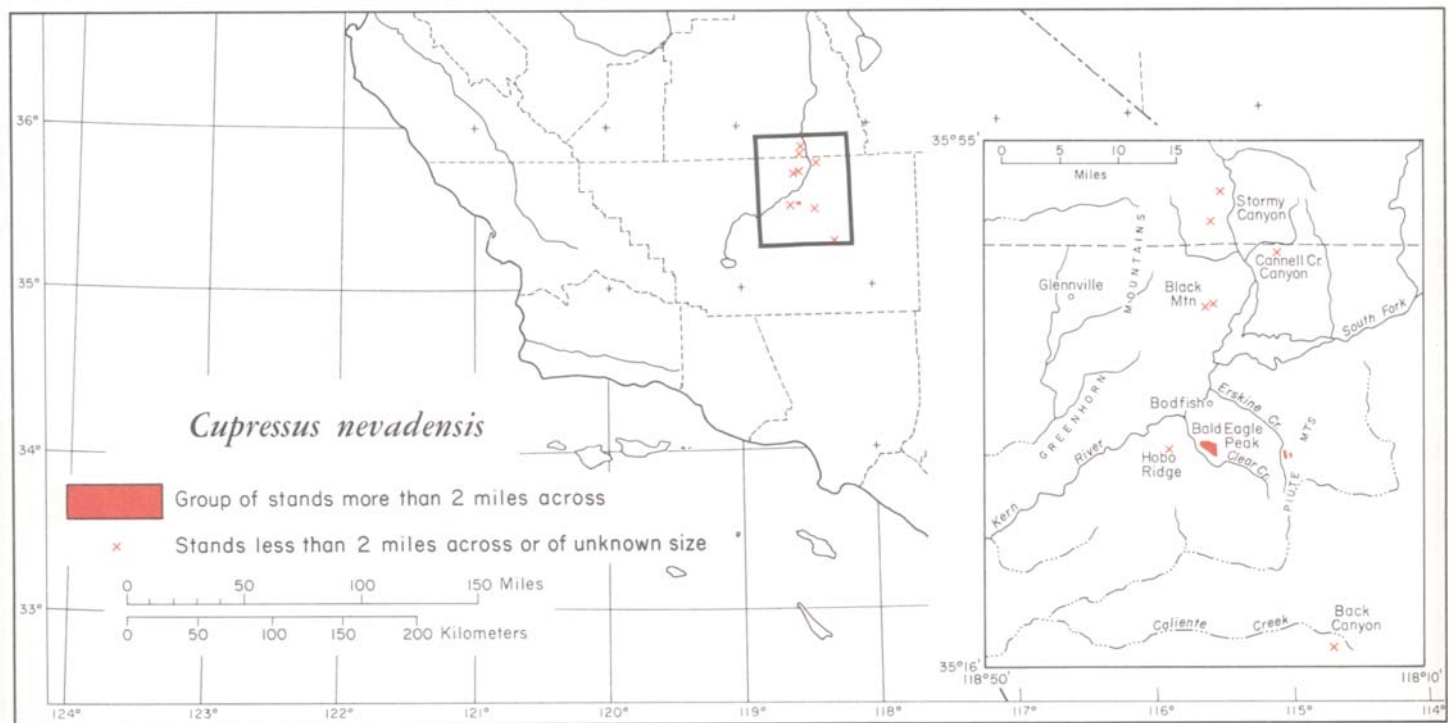 36°
35°
34°
33°
Cupressus nevadensis
Group of stands more than 2 miles across
× Stands less than 2 miles across or of unknown size
0 50 100 150 Miles
0 50 100 150 200 Kilometers
124° 123° 122° 121° 120° 119° 118° 117° 116° 115° 114°
35°55'
0 6 12 18
Miles
Stormy
Canyon
MOUNTAINS
Cannell Cr.
Canyon
Glennville
Black
Mtn
South Fork
GREENHORN
Bodfish
Erskine Cr.
Bald Eagle
Peak
MTS
River
Hobo
Ridge
Clear Cr.
PIUTE
Kern
Back
Canyon
Caliente Creek
35°16'
118°50' 118°10'